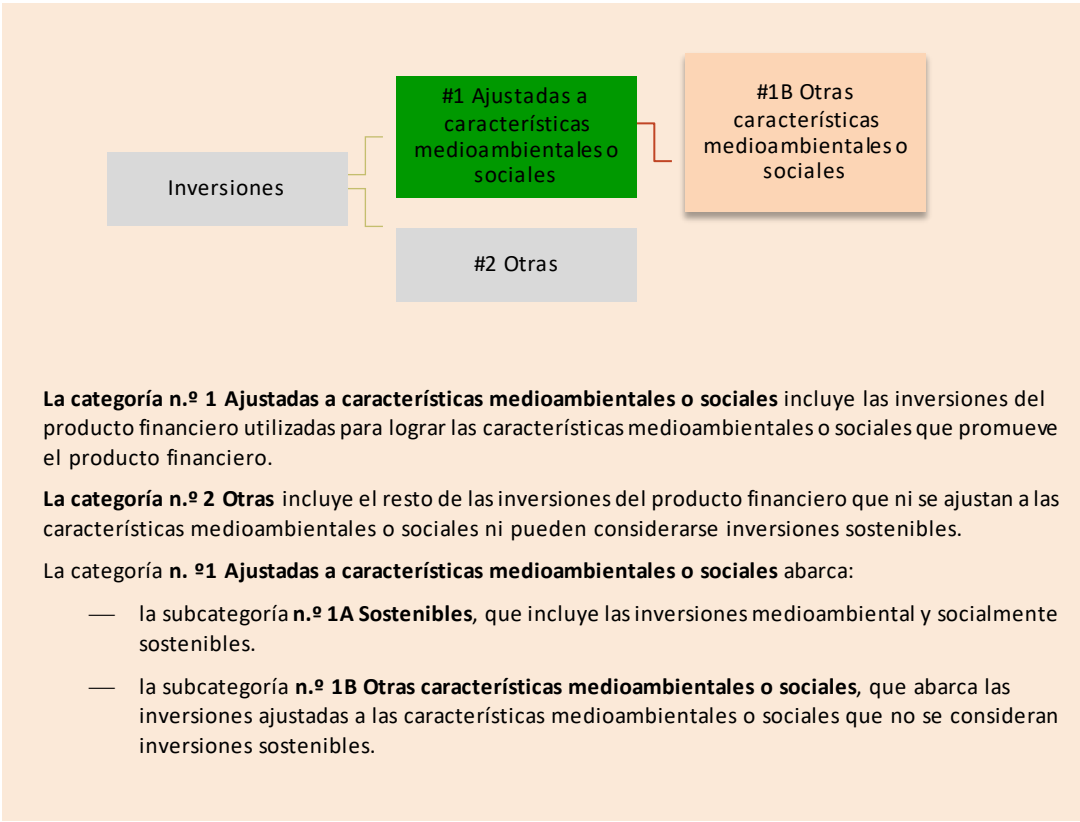 Inversiones
#1 Ajustadas a
características
medioambientales o
sociales
#1B Otras
características
medioambientales o
sociales
#2 Otras
La categoría n.º 1 Ajustadas a características medioambientales o sociales incluye las inversiones del
producto financiero utilizadas para lograr las características medioambientales o sociales que promueve
el producto financiero.
La categoría n.º 2 Otras incluye el resto de las inversiones del producto financiero que ni se ajustan a las
características medioambientales o sociales ni pueden considerarse inversiones sostenibles.
La categoría n. º1 Ajustadas a características medioambientales o sociales abarca:
— la subcategoría n.º 1A Sostenibles, que incluye las inversiones medioambiental y socialmente
sostenibles.
— la subcategoría n.º 1B Otras características medioambientales o sociales, que abarca las
inversiones ajustadas a las características medioambientales o sociales que no se consideran
inversiones sostenibles.